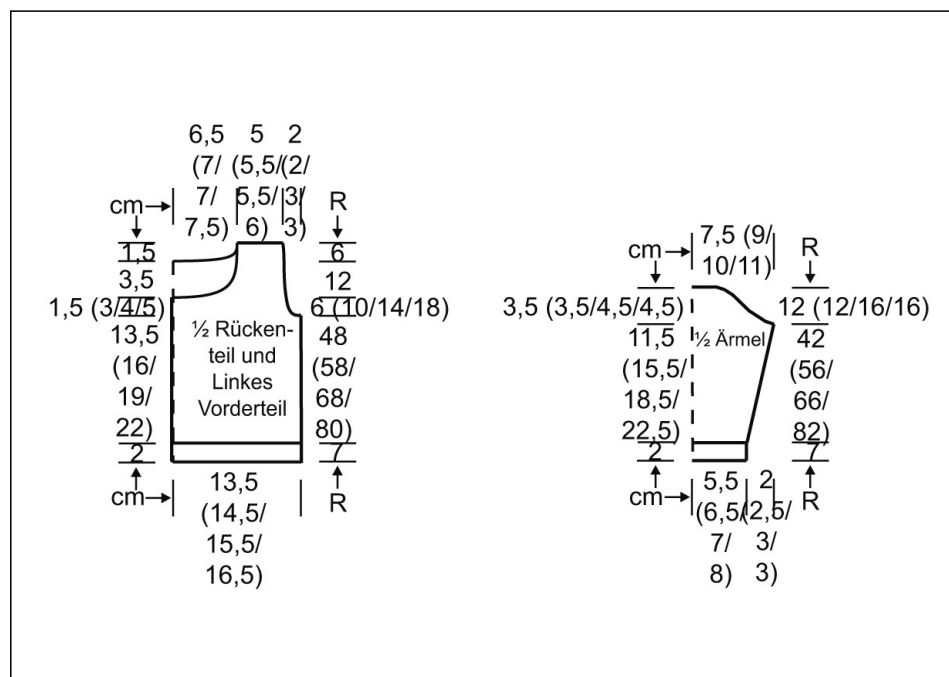 6,5 5 2
(7/ (5,5/ (2/
7/ 5,5/ 3/
7,5) 6) 3)
cm R
1,5 6
3,5 12
1,5 (3/4/5) 6 (10/14/18)
13,5 48
(16/ (58/
19/ 68/
22) 80)
2 7
½ Rücken-
teil und
Linkes
Vorderteil
cm 13,5 R
(14,5/
15,5/
16,5)
7,5 (9/
10/11)
cm R
3,5 (3,5/4,5/4,5) 12 (12/16/16)
11,5 ½ Ärmel 42
(15,5/ (56/
18,5/ 66/
22,5) 82)
2 7
cm 5,5 2 R
(6,5/ (2,5/
7/ 3/
8) 3)